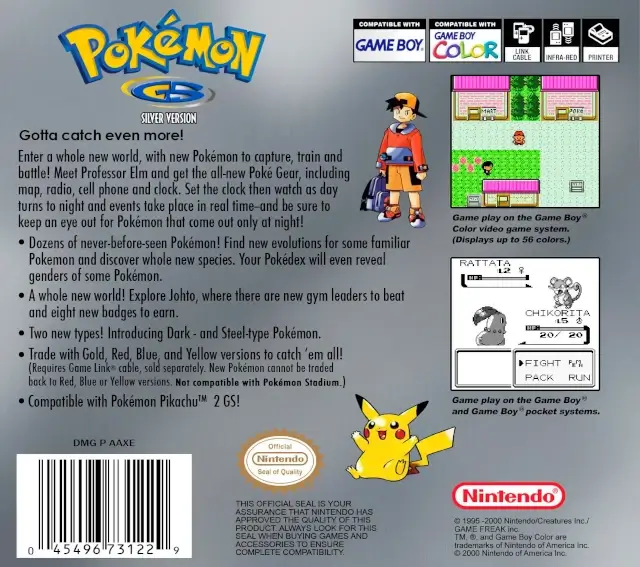 POKéMON
GS
SILVER VERSION
COMPATIBLE WITH
GAME BOY.
COMPATIBLE WITH
GAME BOY
COLOR
LINK
CABLE
INFRA-RED
PRINTER
Gotta catch even more!
Enter a whole new world, with new Pokémon to capture, train and
battle! Meet Professor Elm and get the all-new Poké Gear, including
map, radio, cell phone and clock. Set the clock then watch as day
turns to night and events take place in real time–and be sure to
keep an eye out for Pokémon that come out only at night!
• Dozens of never-before-seen Pokémon! Find new evolutions for some familiar
Pokemon and discover whole new species. Your Pokédex will even reveal
genders of some Pokémon.
• A whole new world! Explore Johto, where there are new gym leaders to beat
and eight new badges to earn.
• Two new types! Introducing Dark - and Steel-type Pokémon.
• Trade with Gold, Red, Blue, and Yellow versions to catch 'em all!
(Requires Game Link® cable, sold separately. New Pokémon cannot be traded
back to Red, Blue or Yellow versions. Not compatible with Pokémon Stadium.)
• Compatible with Pokémon Pikachu™ 2 GS!
MART
POKé
Game play on the Game Boy®
Color video game system.
(Displays up to 56 colors.)
RATTATA
:L2 ♀
HP:
CHIKORITA
:L5 ♂
HP:
20/ 20
▶FIGHT PKMN
PACK RUN
Game play on the Game Boy®
and Game Boy® pocket systems.
DMG P AAXE
0 45496 73122 9
Official
Nintendo
Seal of Quality
THIS OFFICIAL SEAL IS YOUR
ASSURANCE THAT NINTENDO HAS
APPROVED THE QUALITY OF THIS
PRODUCT. ALWAYS LOOK FOR THIS
SEAL WHEN BUYING GAMES AND
ACCESSORIES TO ENSURE
COMPLETE COMPATIBILITY.
Nintendo®
© 1995 -2000 Nintendo/Creatures Inc./
GAME FREAK inc.
TM, ®, and Game Boy Color are
trademarks of Nintendo of America Inc.
© 2000 Nintendo of America Inc.